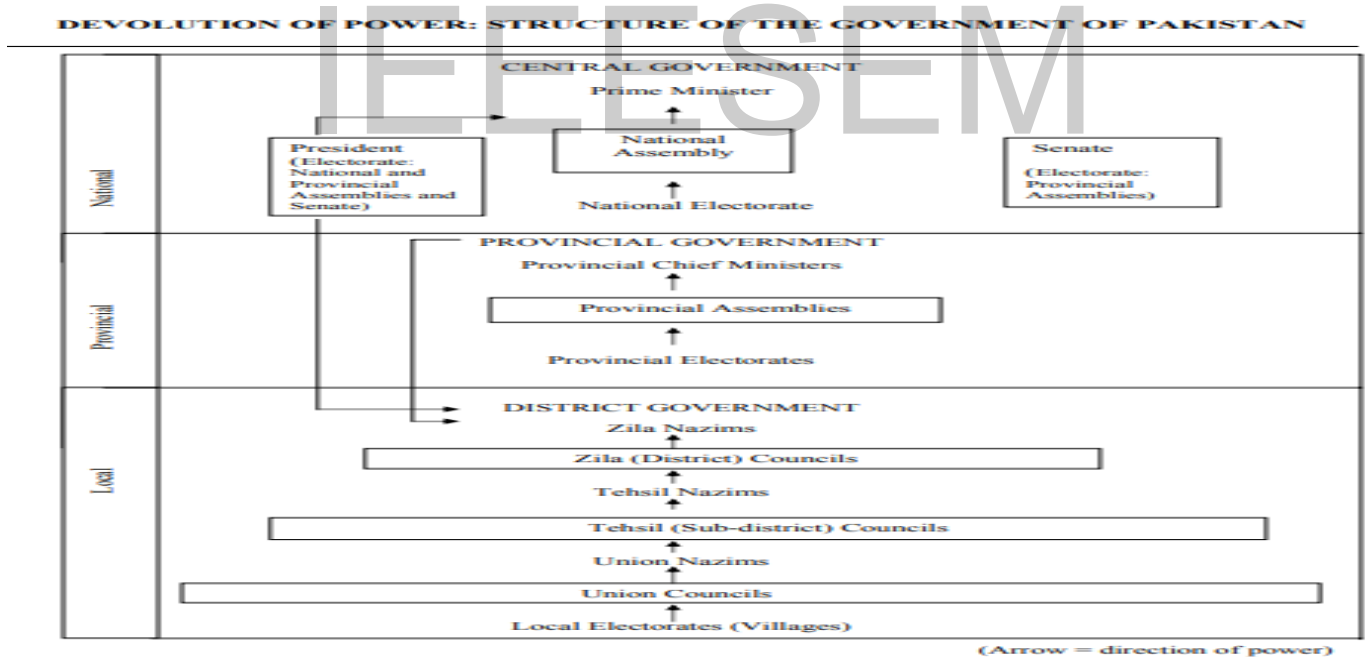 DEVOLUTION OF POWER: STRUCTURE OF THE GOVERNMENT OF PAKISTAN
IEEESEM
National
CENTRAL GOVERNMENT
Prime Minister
President
(Electorate:
National and
Provincial
Assemblies and
Senate)
National
Assembly
National Electorate
Senate
(Electorate:
Provincial
Assemblies)
Provincial
PROVINCIAL GOVERNMENT
Provincial Chief Ministers
Provincial Assemblies
Provincial Electorates
Local
DISTRICT GOVERNMENT
Zila Nazims
Zila (District) Councils
Tehsil Nazims
Tehsil (Sub-district) Councils
Union Nazims
Union Councils
Local Electorates (Villages)
(Arrow = direction of power)